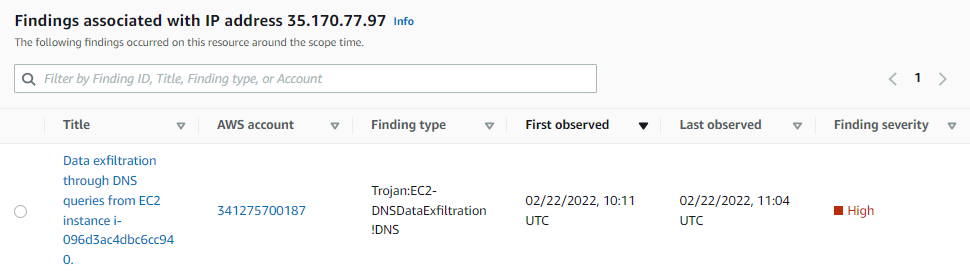 Findings associated with IP address 35.170.77.97 Info
The following findings occurred on this resource around the scope time.
Filter by Finding ID, Title, Finding type, or Account
1
Title AWS account Finding type First observed Last observed Finding severity
Data exfiltration
through DNS
queries from EC2
instance i-
096d3ac4dbc6cc94
0.
341275700187
Trojan:EC2-
DNSDataExfiltration
!DNS
02/22/2022, 10:11
UTC
02/22/2022, 11:04
UTC
High